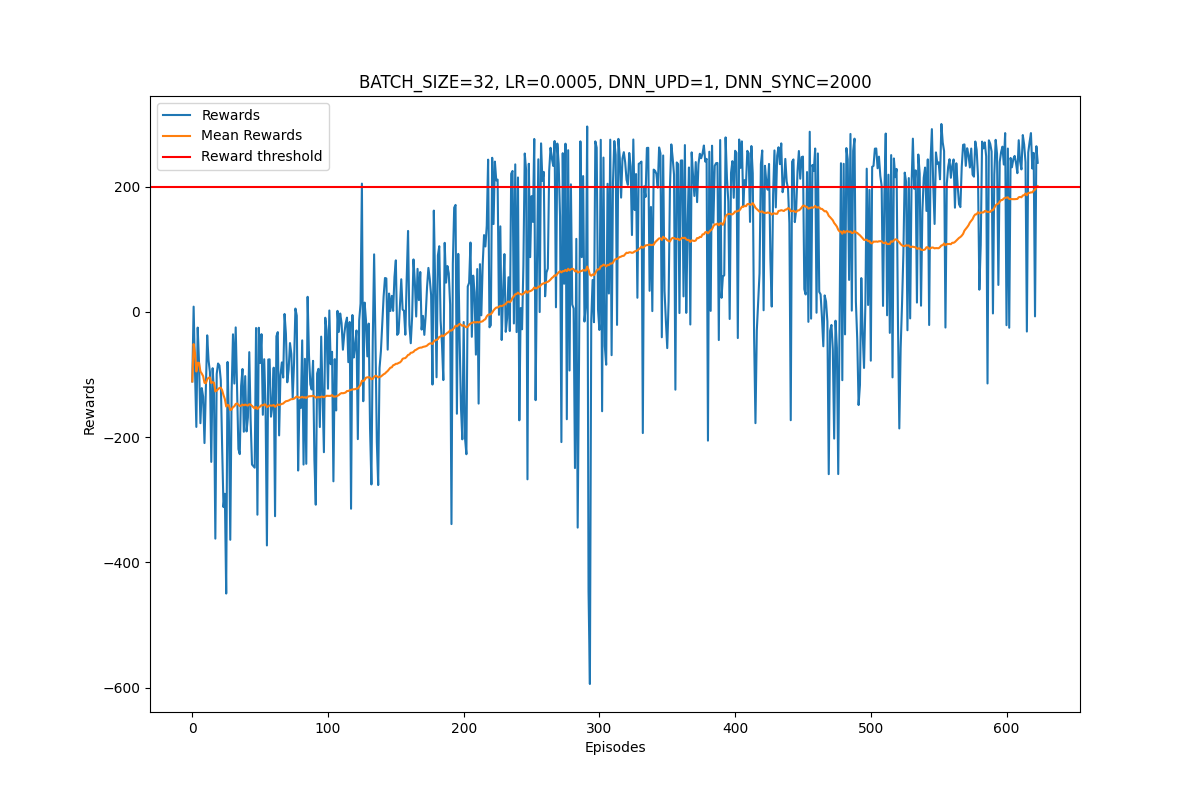 BATCH_SIZE=32, LR=0.0005, DNN_UPD=1, DNN_SYNC=2000
Rewards
Mean Rewards
Reward threshold
200
0
−200
−400
−600
Rewards
0
100
200
300
400
500
600
Episodes